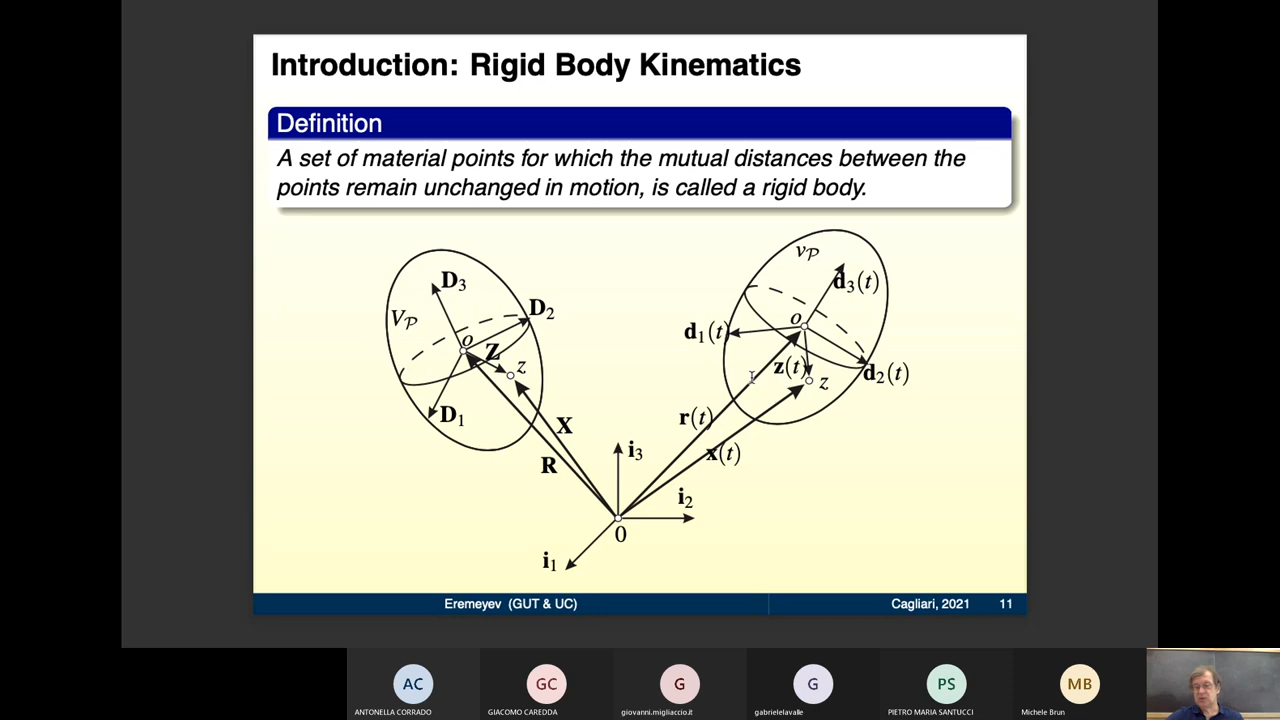 Introduction: Rigid Body Kinematics
Definition
A set of material points for which the mutual distances between the
points remain unchanged in motion, is called a rigid body.
D₃
D₂
V𝒫
o
Z
z
D₁
X
R
v𝒫
d₃(t)
o
d₁(t)
z(t)
z
d₂(t)
r(t)
x(t)
i₃
i₂
0
i₁
Eremeyev (GUT & UC)
Cagliari, 2021
11
AC
GC
G
G
PS
MB
ANTONELLA CORRADO
GIACOMO CAREDDA
giovanni.migliaccio.it
gabrielelavalle
PIETRO MARIA SANTUCCI
Michele Brun